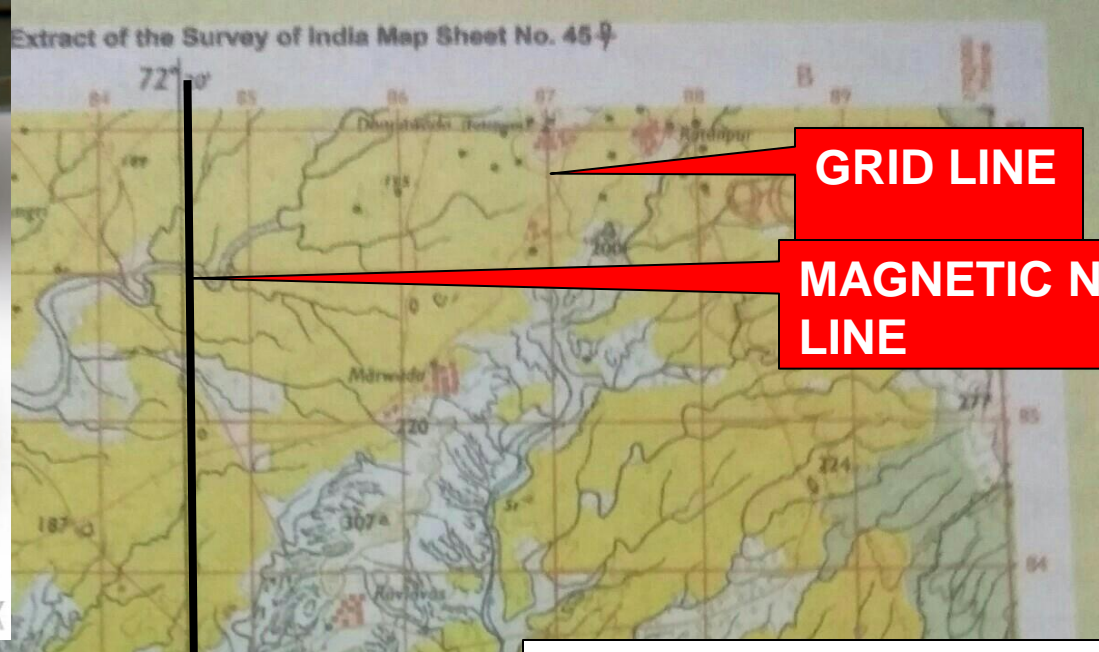 Extract of the Survey of India Map Sheet No. 45
72°
B
84 85 86 87 88 89
GRID LINE
200
MAGNETIC N
LINE
277
85
220
224
187
307
84